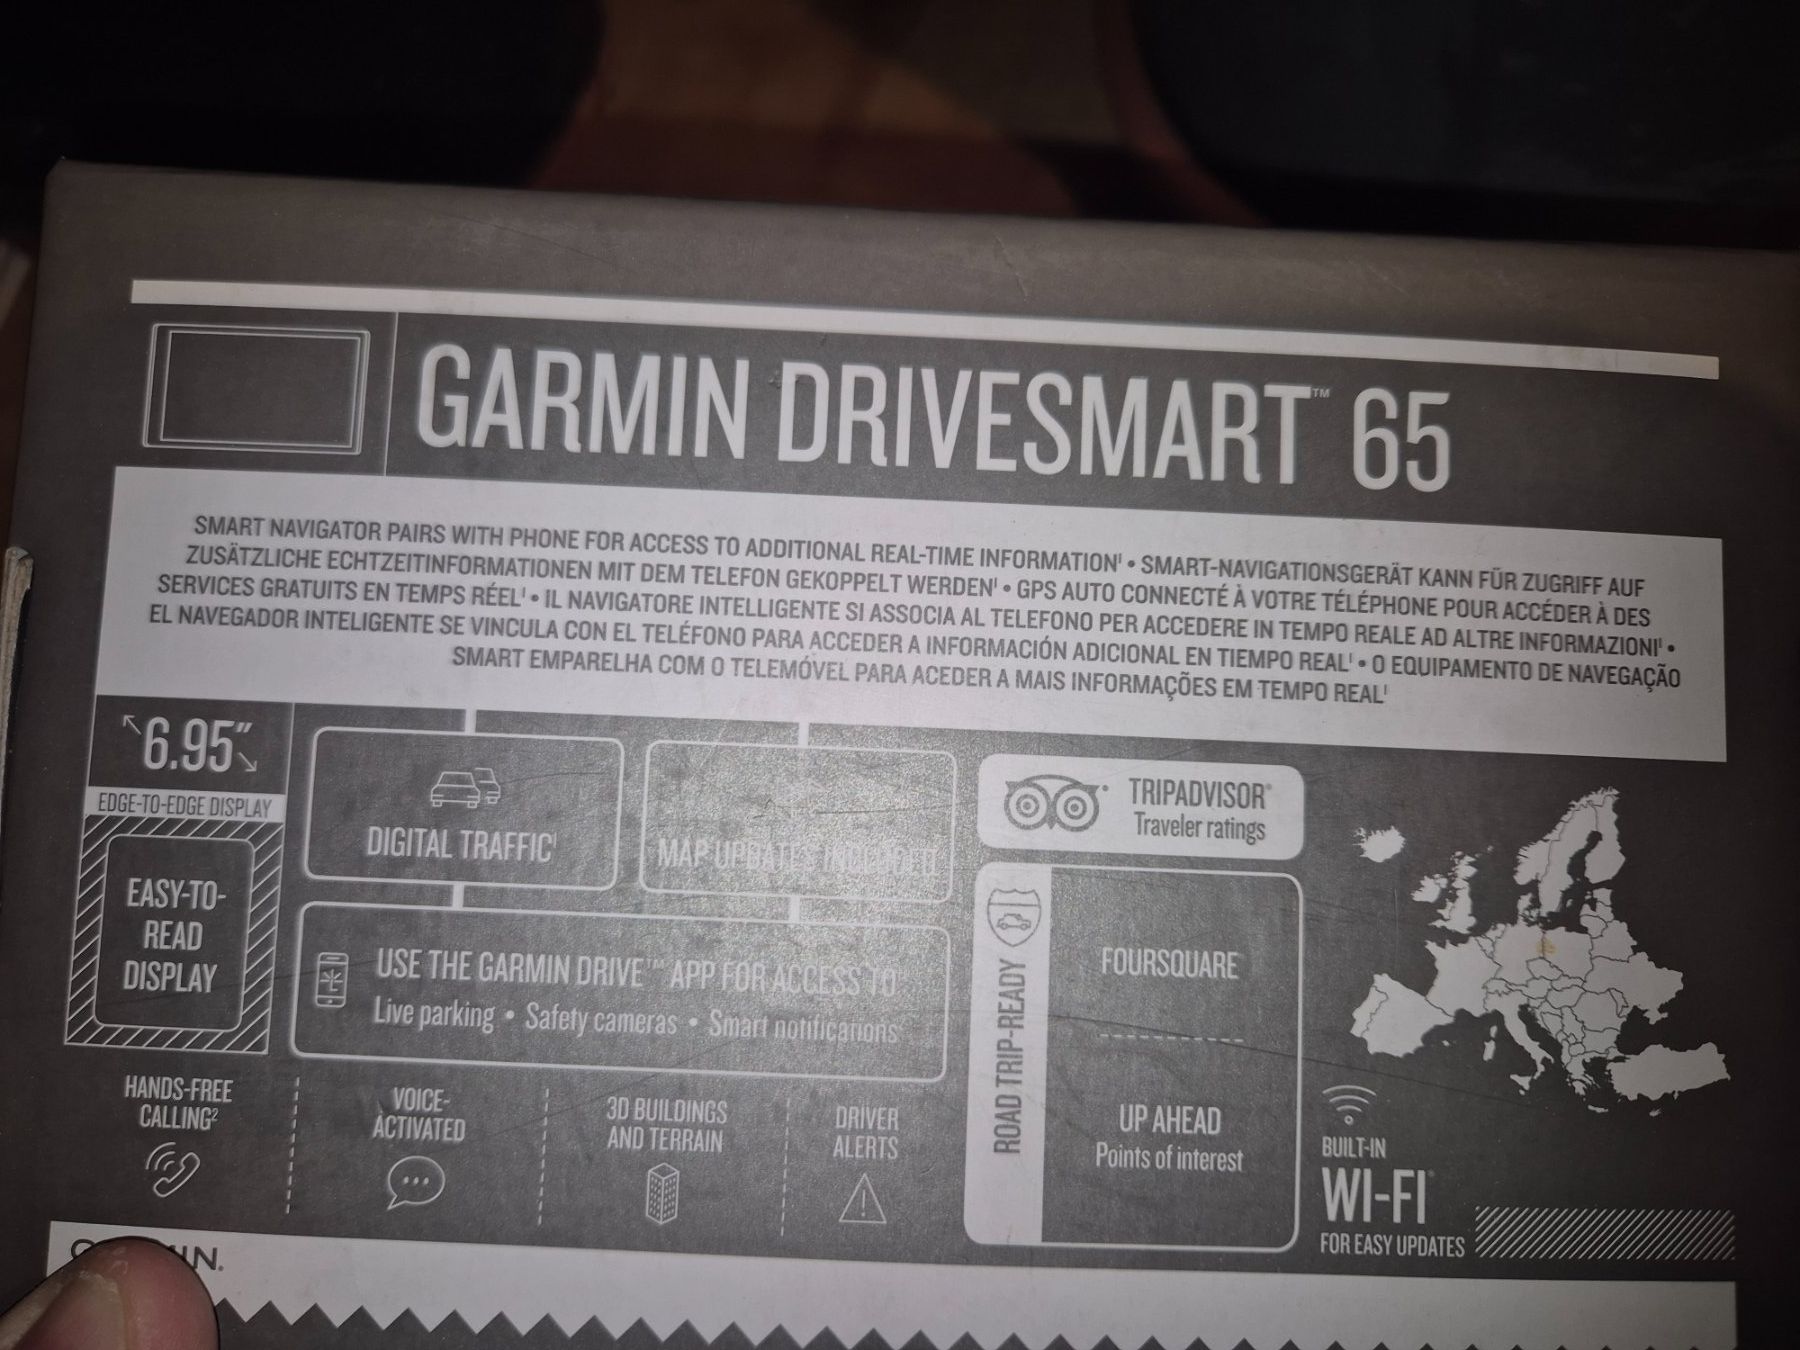 GARMIN DRIVESMART™ 65
SMART NAVIGATOR PAIRS WITH PHONE FOR ACCESS TO ADDITIONAL REAL-TIME INFORMATION¹ • SMART-NAVIGATIONSGERÄT KANN FÜR ZUGRIFF AUF
ZUSÄTZLICHE ECHTZEITINFORMATIONEN MIT DEM TELEFON GEKOPPELT WERDEN¹ • GPS AUTO CONNECTÉ À VOTRE TÉLÉPHONE POUR ACCÉDER À DES
SERVICES GRATUITS EN TEMPS RÉEL¹ • IL NAVIGATORE INTELLIGENTE SI ASSOCIA AL TELEFONO PER ACCEDERE IN TEMPO REALE AD ALTRE INFORMAZIONI¹ •
EL NAVEGADOR INTELIGENTE SE VINCULA CON EL TELÉFONO PARA ACCEDER A INFORMACIÓN ADICIONAL EN TIEMPO REAL¹ • O EQUIPAMENTO DE NAVEGAÇÃO
SMART EMPARELHA COM O TELEMÓVEL PARA ACEDER A MAIS INFORMAÇÕES EM TEMPO REAL¹
6.95"
EDGE-TO-EDGE DISPLAY
EASY-TO-
READ
DISPLAY
DIGITAL TRAFFIC¹
MAP UPDATES INCLUDED
USE THE GARMIN DRIVE™ APP FOR ACCESS TO
Live parking • Safety cameras • Smart notifications
TRIPADVISOR®
Traveler ratings
ROAD TRIP-READY
FOURSQUARE
UP AHEAD
Points of interest
HANDS-FREE
CALLING²
VOICE-
ACTIVATED
3D BUILDINGS
AND TERRAIN
DRIVER
ALERTS
BUILT-IN
WI-FI®
FOR EASY UPDATES